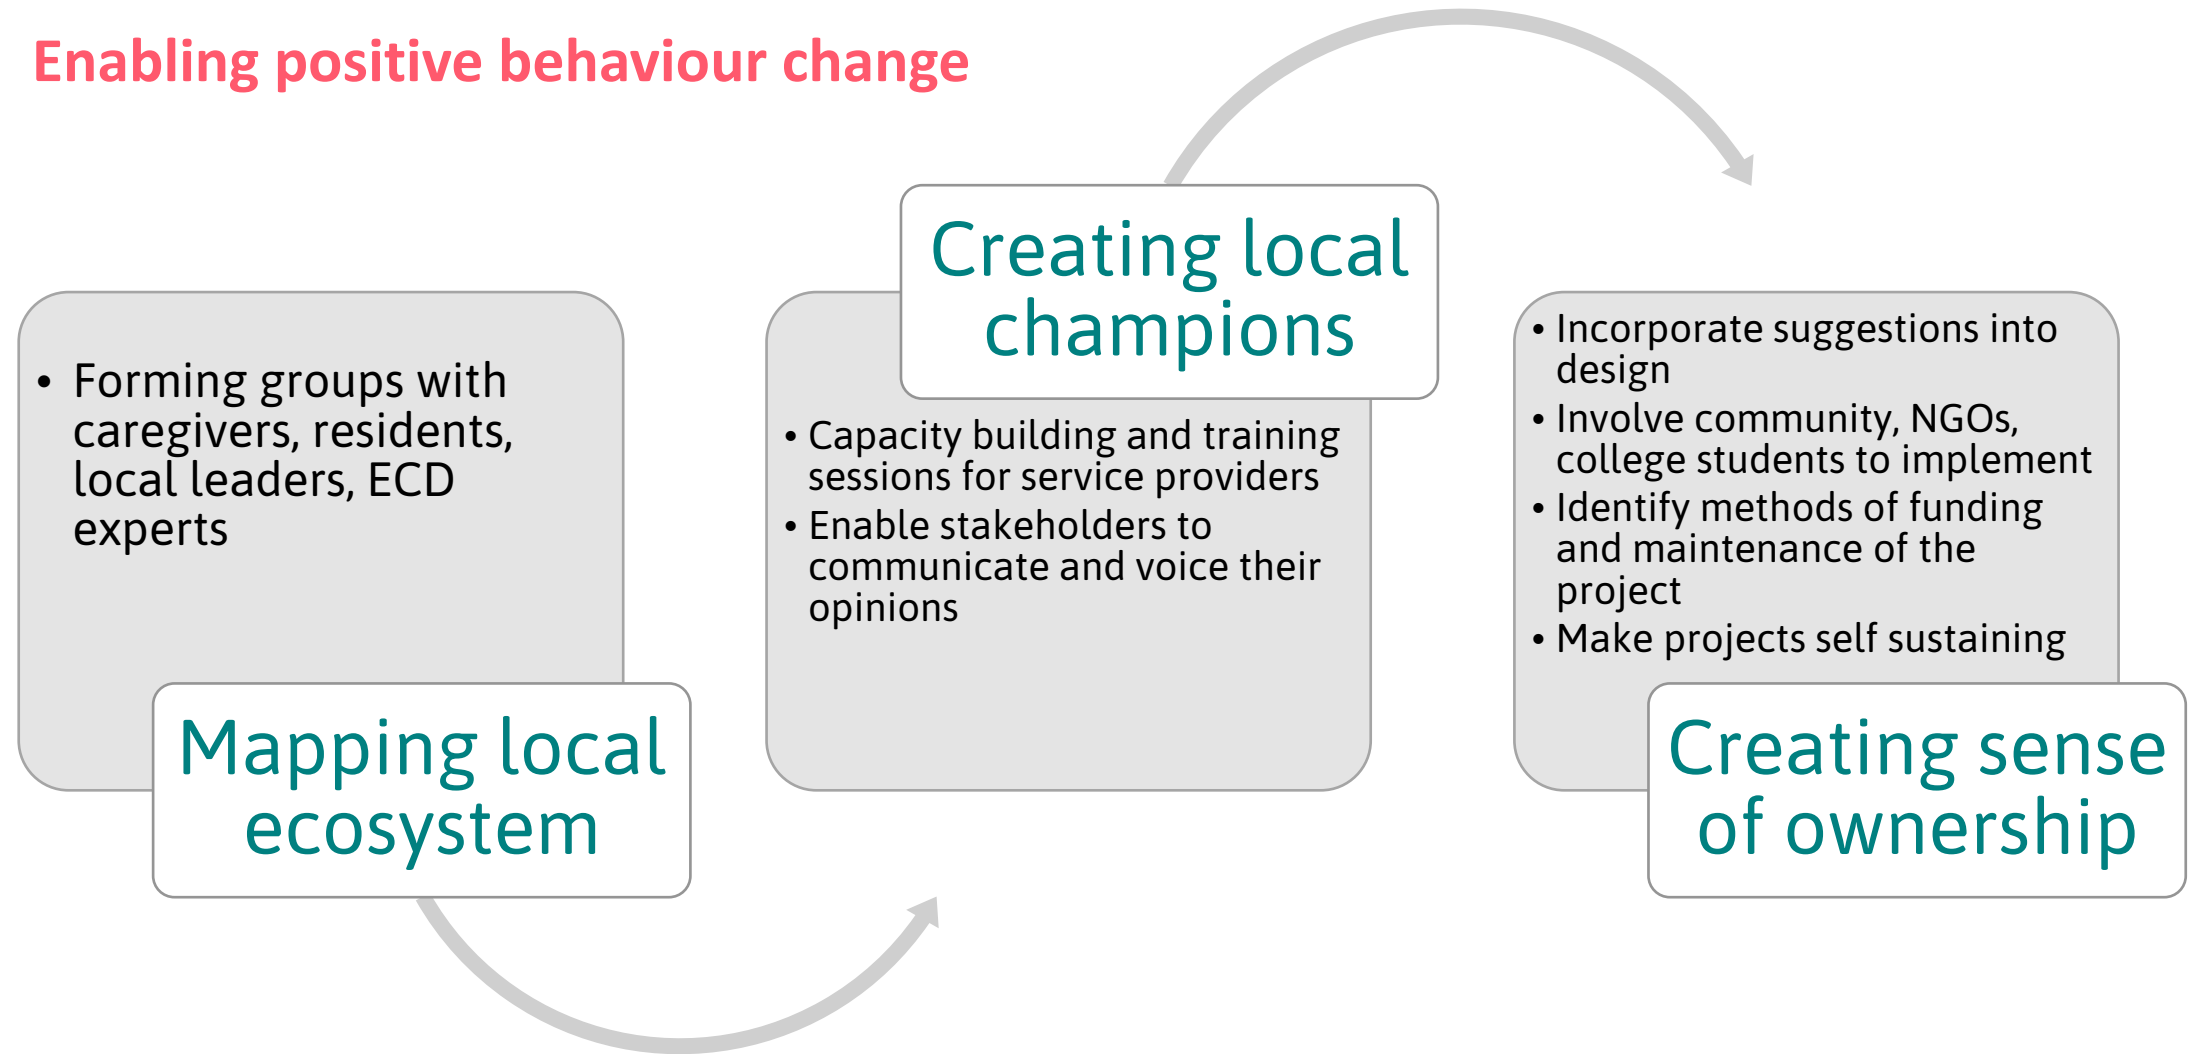 Enabling positive behaviour change
• Forming groups with
caregivers, residents,
local leaders, ECD
experts
Mapping local
ecosystem
Creating local
champions
• Capacity building and training
sessions for service providers
• Enable stakeholders to
communicate and voice their
opinions
• Incorporate suggestions into
design
• Involve community, NGOs,
college students to implement
• Identify methods of funding
and maintenance of the
project
• Make projects self sustaining
Creating sense
of ownership